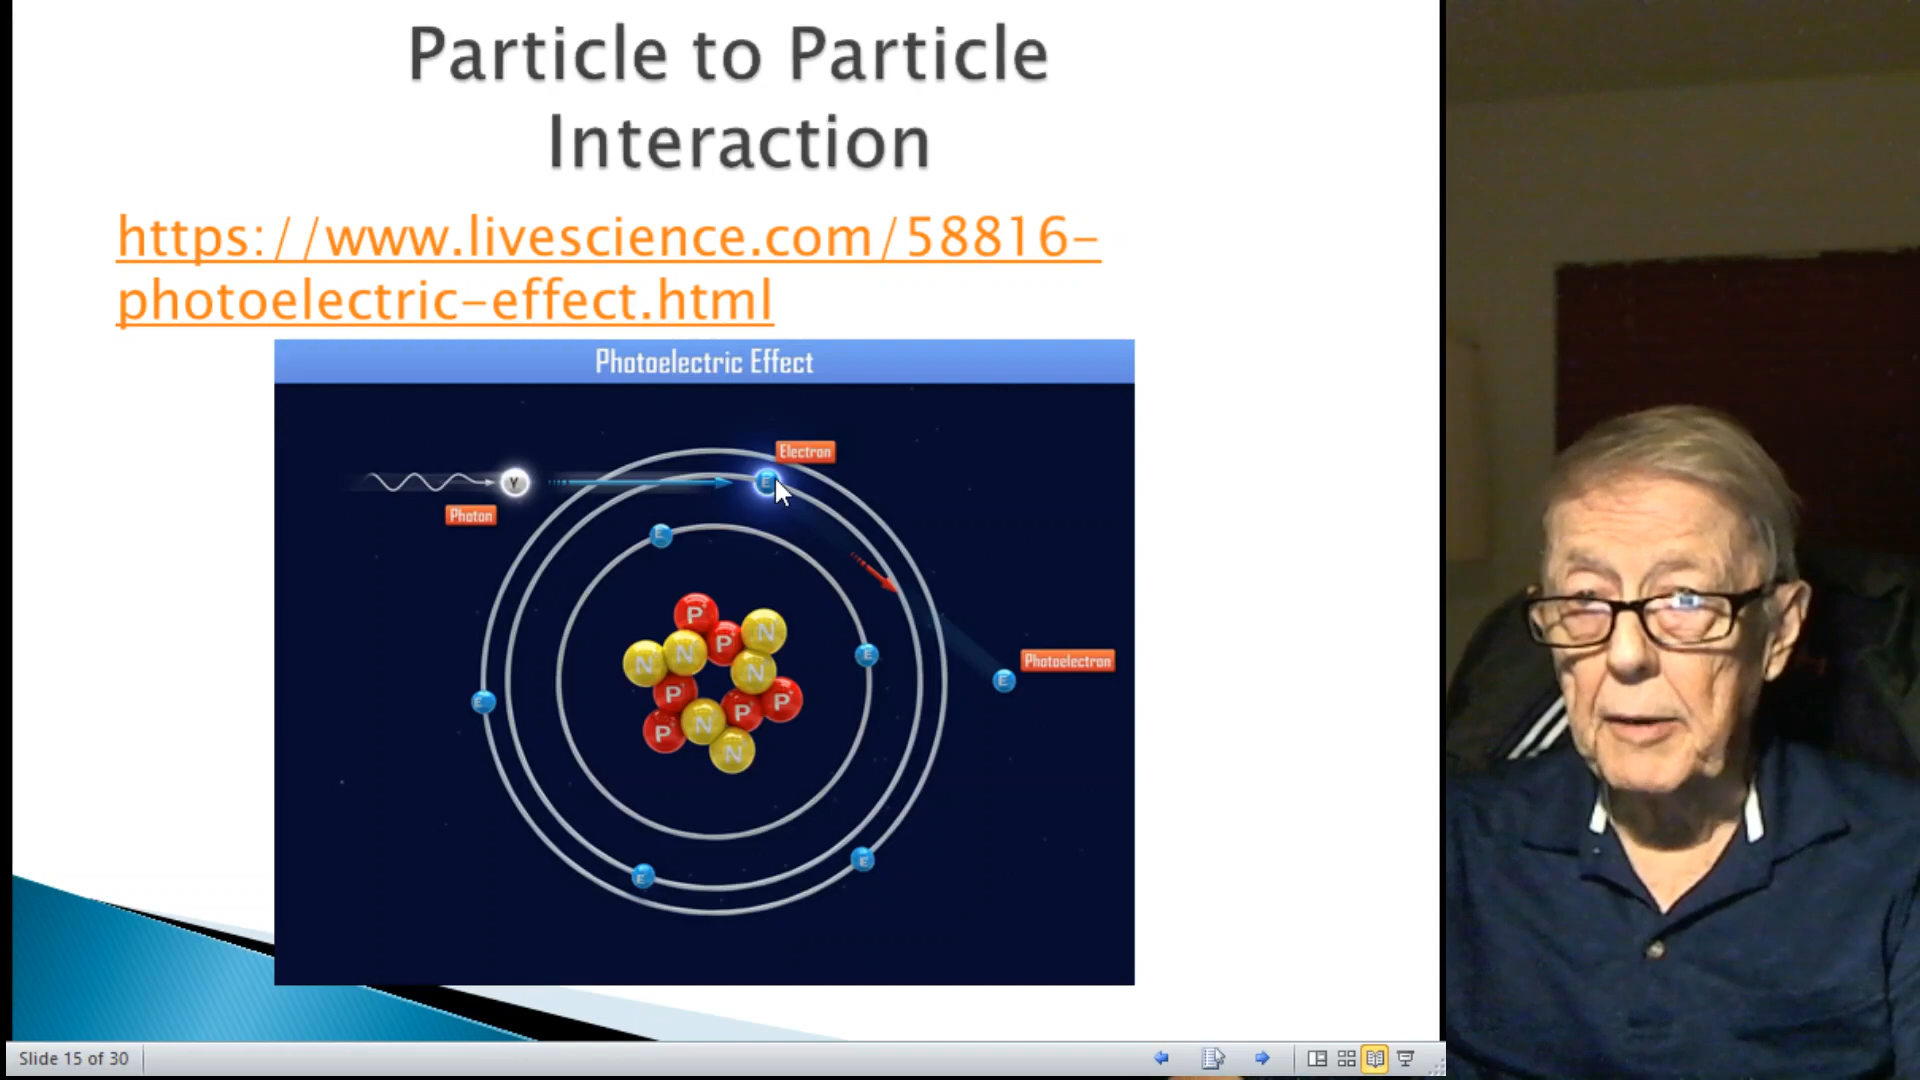 Particle to Particle
Interaction
https://www.livescience.com/58816-
photoelectric-effect.html
Photoelectric Effect
Electron
E
Y
Photon
E
P
P
N
N
N
N
E
Photoelectron
E
P
P
P
E
N
P
N
E
E
Slide 15 of 30